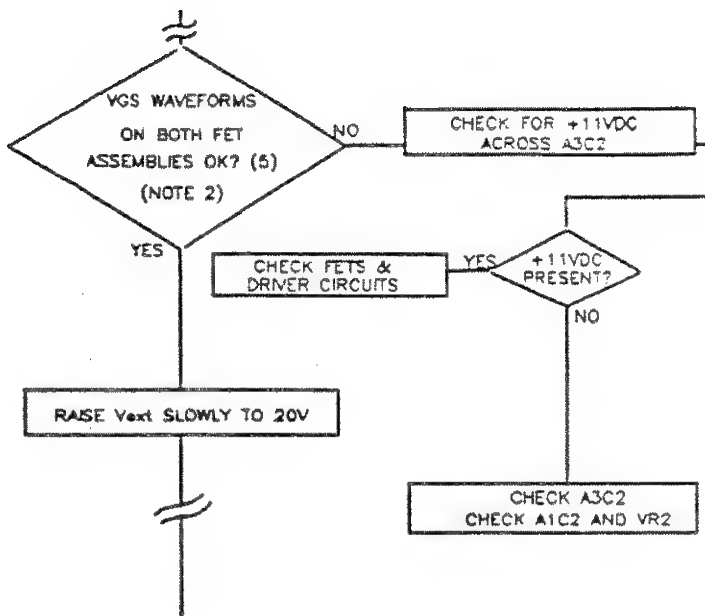 VGS WAVEFORMS
ON BOTH FET
ASSEMBLIES OK? (5)
(NOTE 2)
NO
CHECK FOR +11VDC
ACROSS A3C2
YES
CHECK FETS &
DRIVER CIRCUITS
YES
+11VDC
PRESENT?
NO
RAISE Vext SLOWLY TO 20V
CHECK A3C2
CHECK A1C2 AND VR2